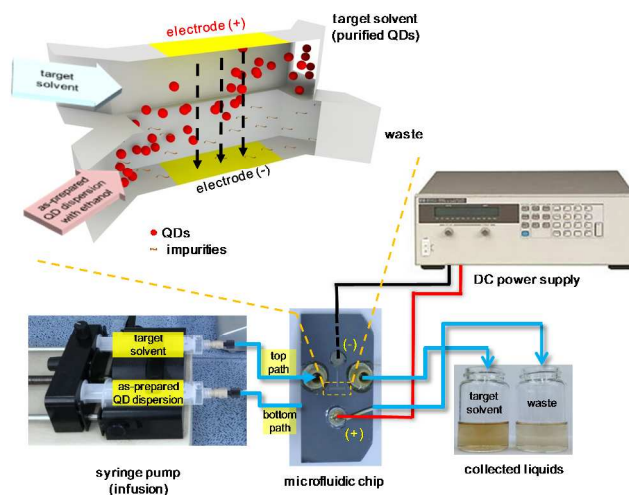 electrode (+)
target solvent
(purified QDs)
target
solvent
waste
electrode (-)
as-prepared
QD dispersion
with ethanol
QDs
impurities
DC power supply
target
solvent
top
path
(-)
as-prepared
QD dispersion
bottom
path
(+)
target
solvent
waste
syringe pump
(infusion)
microfluidic chip
collected liquids